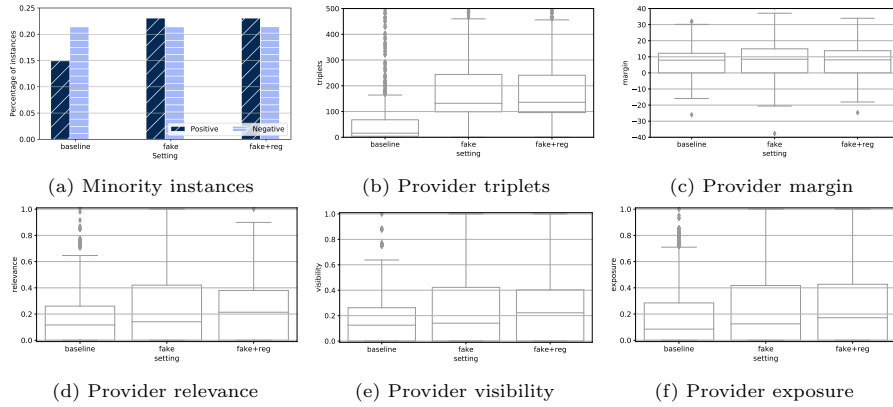 0.25
0.20
0.15
0.10
0.05
0.00
Percentage of instances
Positive
Negative
baseline
fake
fake+reg
Setting
(a) Minority instances
500
400
300
200
100
0
triplets
baseline
fake
fake+reg
setting
(b) Provider triplets
40
30
20
10
0
−10
−20
−30
−40
margin
baseline
fake
fake+reg
setting
(c) Provider margin
1.0
0.8
0.6
0.4
0.2
0.0
relevance
baseline
fake
fake+reg
setting
(d) Provider relevance
1.0
0.8
0.6
0.4
0.2
0.0
visibility
baseline
fake
fake+reg
setting
(e) Provider visibility
1.0
0.8
0.6
0.4
0.2
0.0
exposure
baseline
fake
fake+reg
setting
(f) Provider exposure